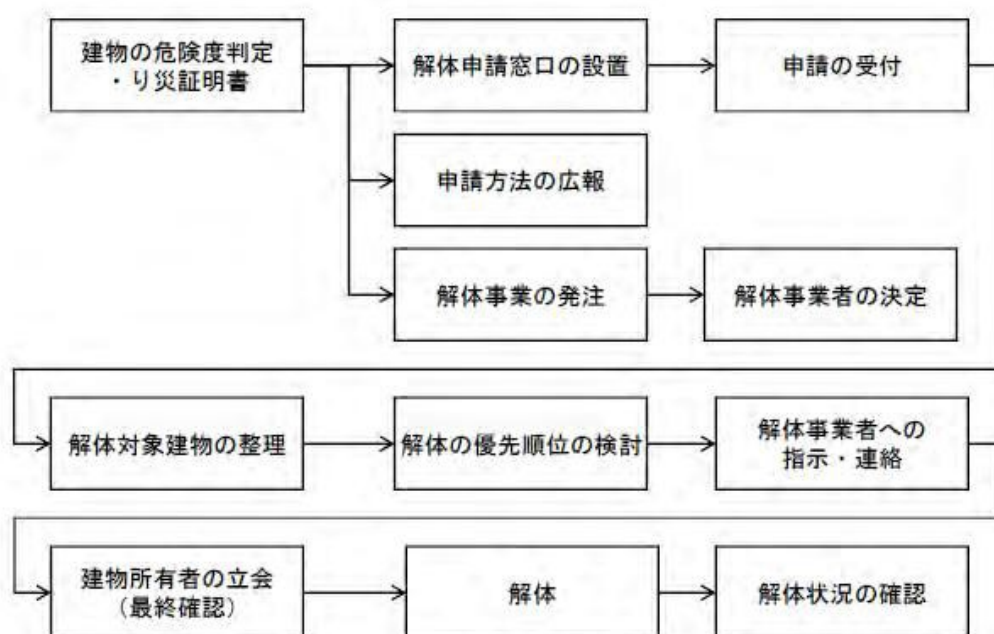 建物の危険度判定
・り災証明書
解体申請窓口の設置
申請の受付
申請方法の広報
解体事業の発注
解体事業者の決定
解体対象建物の整理
解体の優先順位の検討
解体事業者への
指示・連絡
建物所有者の立会
(最終確認)
解体
解体状況の確認